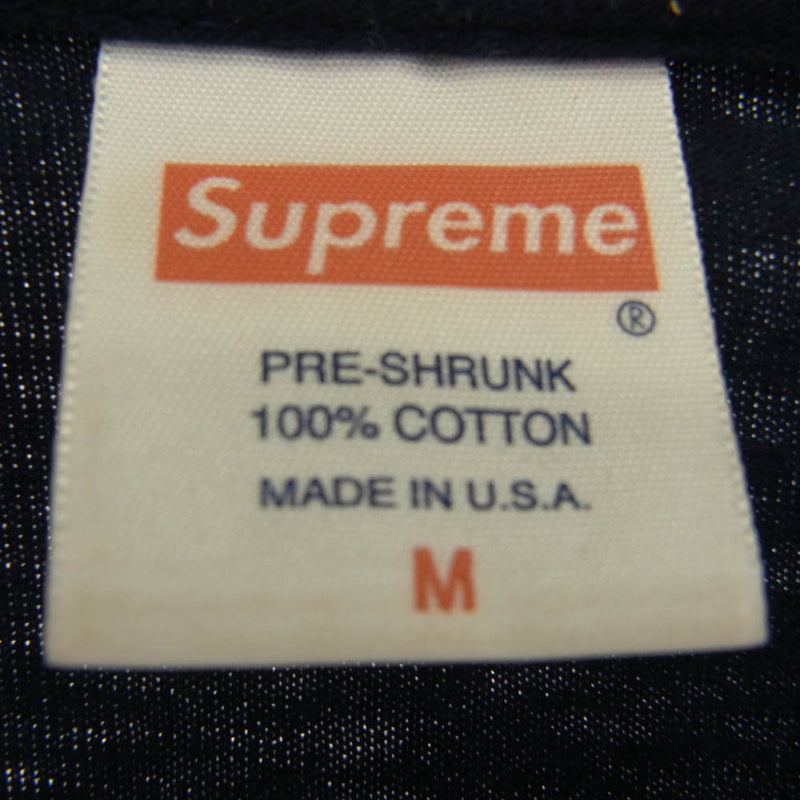 Supreme
®
PRE-SHRUNK
100% COTTON
MADE IN U.S.A.
M